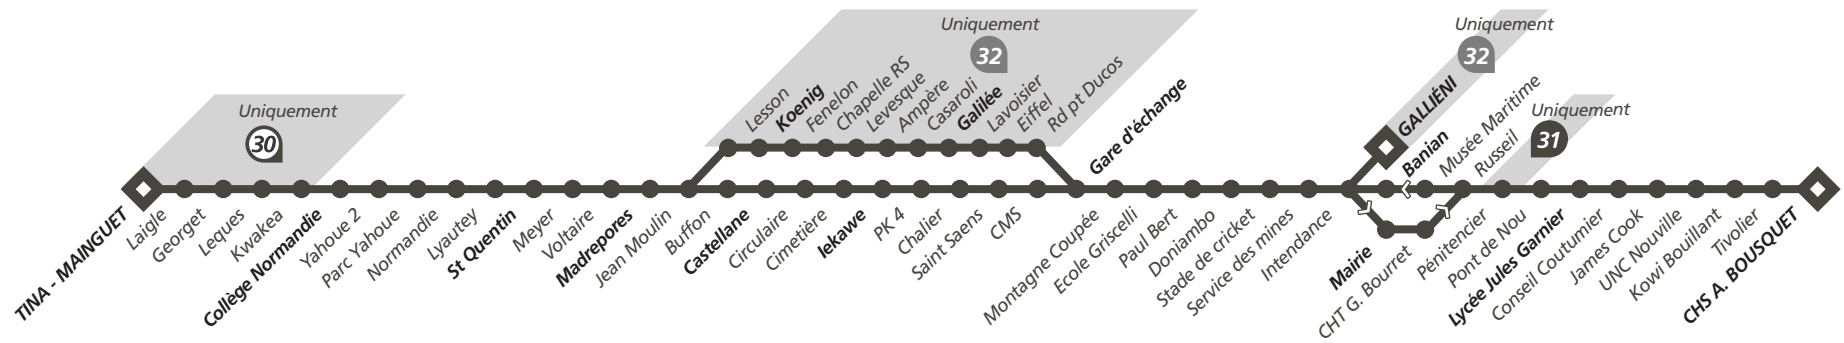 Uniquement
30
Uniquement
32
Uniquement
32
Uniquement
31
TINA - MAINGUET
Laigle
Georget
Leques
Kwakea
Collège Normandie
Yahoue 2
Parc Yahoue
Normandie
Lyautey
St Quentin
Meyer
Voltaire
Madrepores
Jean Moulin
Buffon
Lesson
Koenig
Fenelon
Chapelle RS
Levesque
Ampère
Casaroli
Galilée
Lavoisier
Eiffel
Rd pt Ducos
Castellane
Circulaire
Cimetière
Iekawe
PK 4
Chalier
Saint Saens
CMS
Gare d'échange
Montagne Coupée
Ecole Griscelli
Paul Bert
Doniambo
Stade de cricket
Service des mines
Intendance
GALLIÉNI
Banian
Musée Maritime
Russeil
Mairie
CHT G. Bourret
Pénitencier
Pont de Nou
Lycée Jules Garnier
Conseil Coutumier
James Cook
UNC Nouville
Kowi Bouillant
Tivolier
CHS A. BOUSQUET